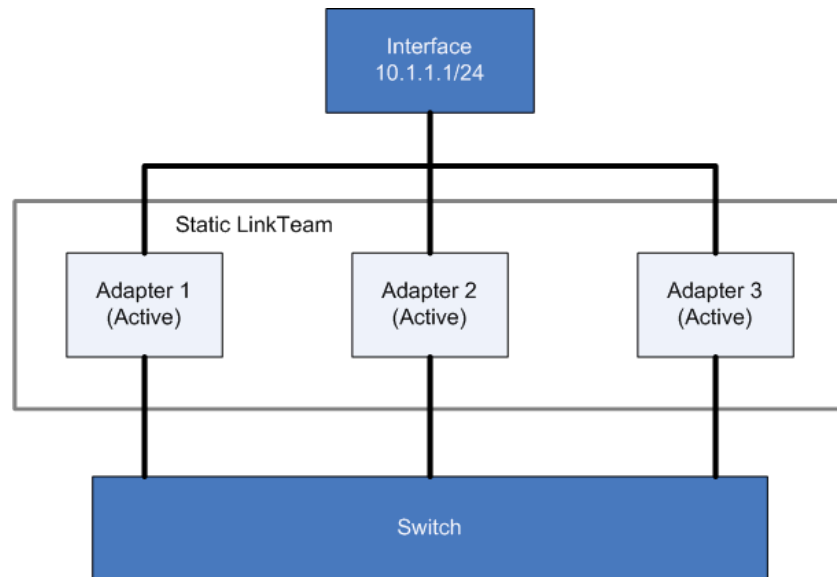 Interface
10.1.1.1/24
Static LinkTeam
Adapter 1
(Active)
Adapter 2
(Active)
Adapter 3
(Active)
Switch